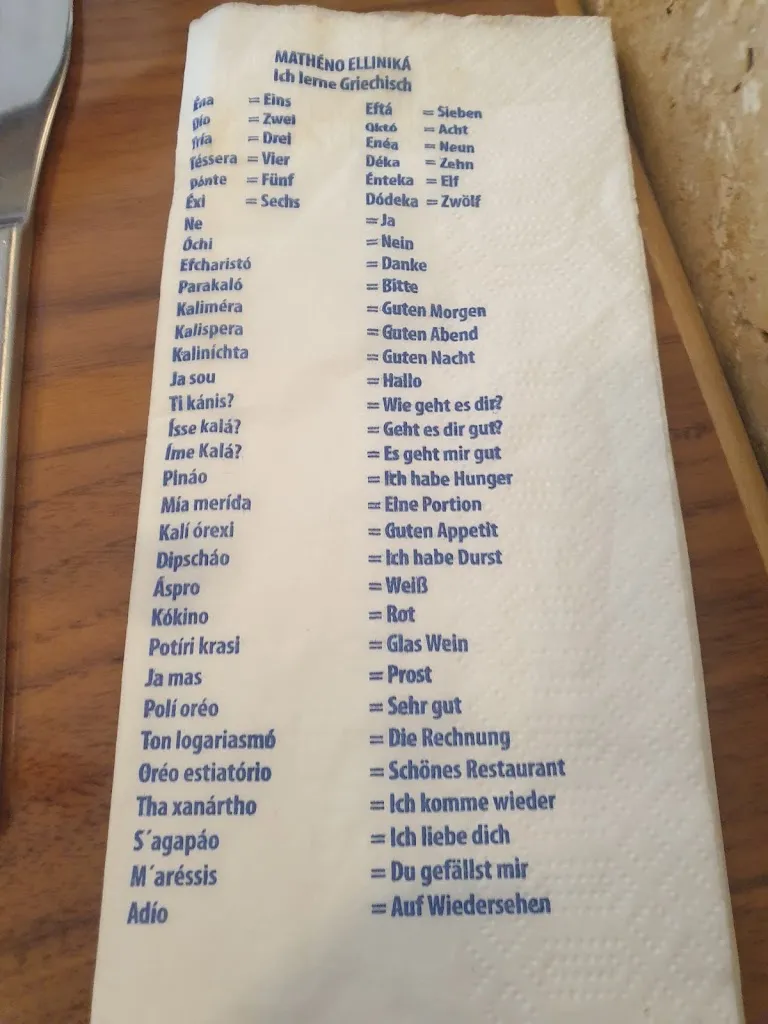 MATHÉNO ELLINIKÁ
Ich lerne Griechisch
Éna = Eins Eftá = Sieben
Dío = Zwei Októ = Acht
Tría = Drei Enéa = Neun
Téssera = Vier Déka = Zehn
Pénte = Fünf Énteka = Elf
Éxi = Sechs Dódeka = Zwölf
Ne = Ja
Óchi = Nein
Efcharistó = Danke
Parakaló = Bitte
Kaliméra = Guten Morgen
Kalispera = Guten Abend
Kaliníchta = Guten Nacht
Ja sou = Hallo
Ti kánis? = Wie geht es dir?
Ísse kalá? = Geht es dir gut?
Íme Kalá? = Es geht mir gut
Pináo = Ich habe Hunger
Mía merída = Eine Portion
Kalí órexi = Guten Appetit
Dipscháo = Ich habe Durst
Áspro = Weiß
Kókino = Rot
Potíri krasi = Glas Wein
Ja mas = Prost
Polí oréo = Sehr gut
Ton logariasmó = Die Rechnung
Oréo estiatório = Schönes Restaurant
Tha xanártho = Ich komme wieder
S´agapáo = Ich liebe dich
M´aréssis = Du gefällst mir
Adío = Auf Wiedersehen